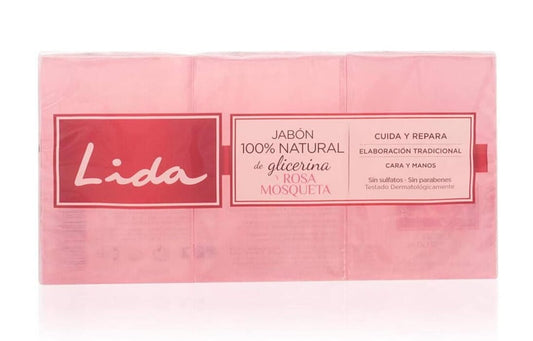 Lida
JABÓN
100% NATURAL
de glicerina
Y ROSA
MOSQUETA
CUIDA Y REPARA
ELABORACIÓN TRADICIONAL
CARA Y MANOS
Sin sulfatos - Sin parabenes
Testado Dermatológicamente